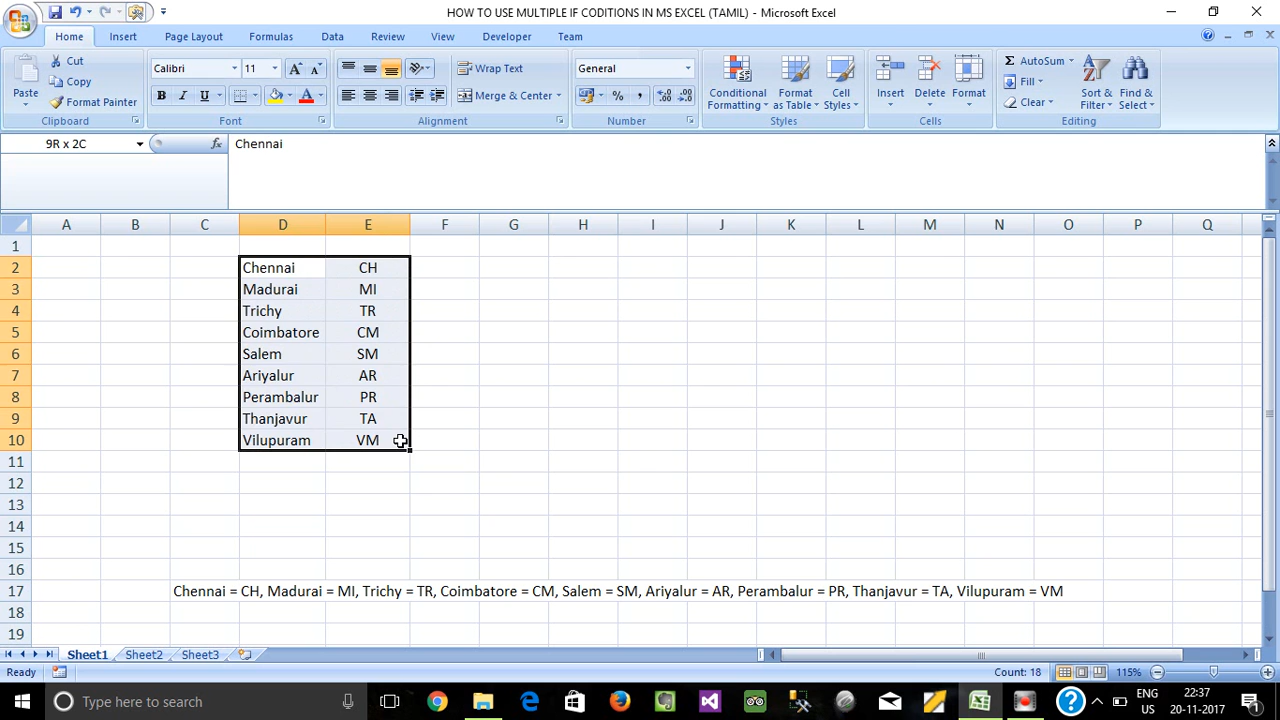 HOW TO USE MULTIPLE IF CODITIONS IN MS EXCEL (TAMIL) - Microsoft Excel
Home Insert Page Layout Formulas Data Review View Developer Team
Paste
Cut
Copy
Format Painter
Clipboard
Calibri 11
B I U
Font
Wrap Text
Merge & Center
Alignment
General
% ,
Number
Conditional Formatting
Format as Table
Cell Styles
Styles
Insert
Delete
Format
Cells
Σ AutoSum
Fill
Clear
Sort & Filter
Find & Select
Editing
9R x 2C fx Chennai
A B C D E F G H I J K L M N O P Q
1
2 Chennai CH
3 Madurai MI
4 Trichy TR
5 Coimbatore CM
6 Salem SM
7 Ariyalur AR
8 Perambalur PR
9 Thanjavur TA
10 Vilupuram VM
11
12
13
14
15
16
17 Chennai = CH, Madurai = MI, Trichy = TR, Coimbatore = CM, Salem = SM, Ariyalur = AR, Perambalur = PR, Thanjavur = TA, Vilupuram = VM
18
19
Sheet1 Sheet2 Sheet3
Ready Count: 18 115%
Type here to search
ENG 22:37
US 20-11-2017